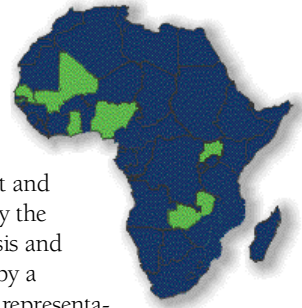 t and
y the
sis and
by a
representa-